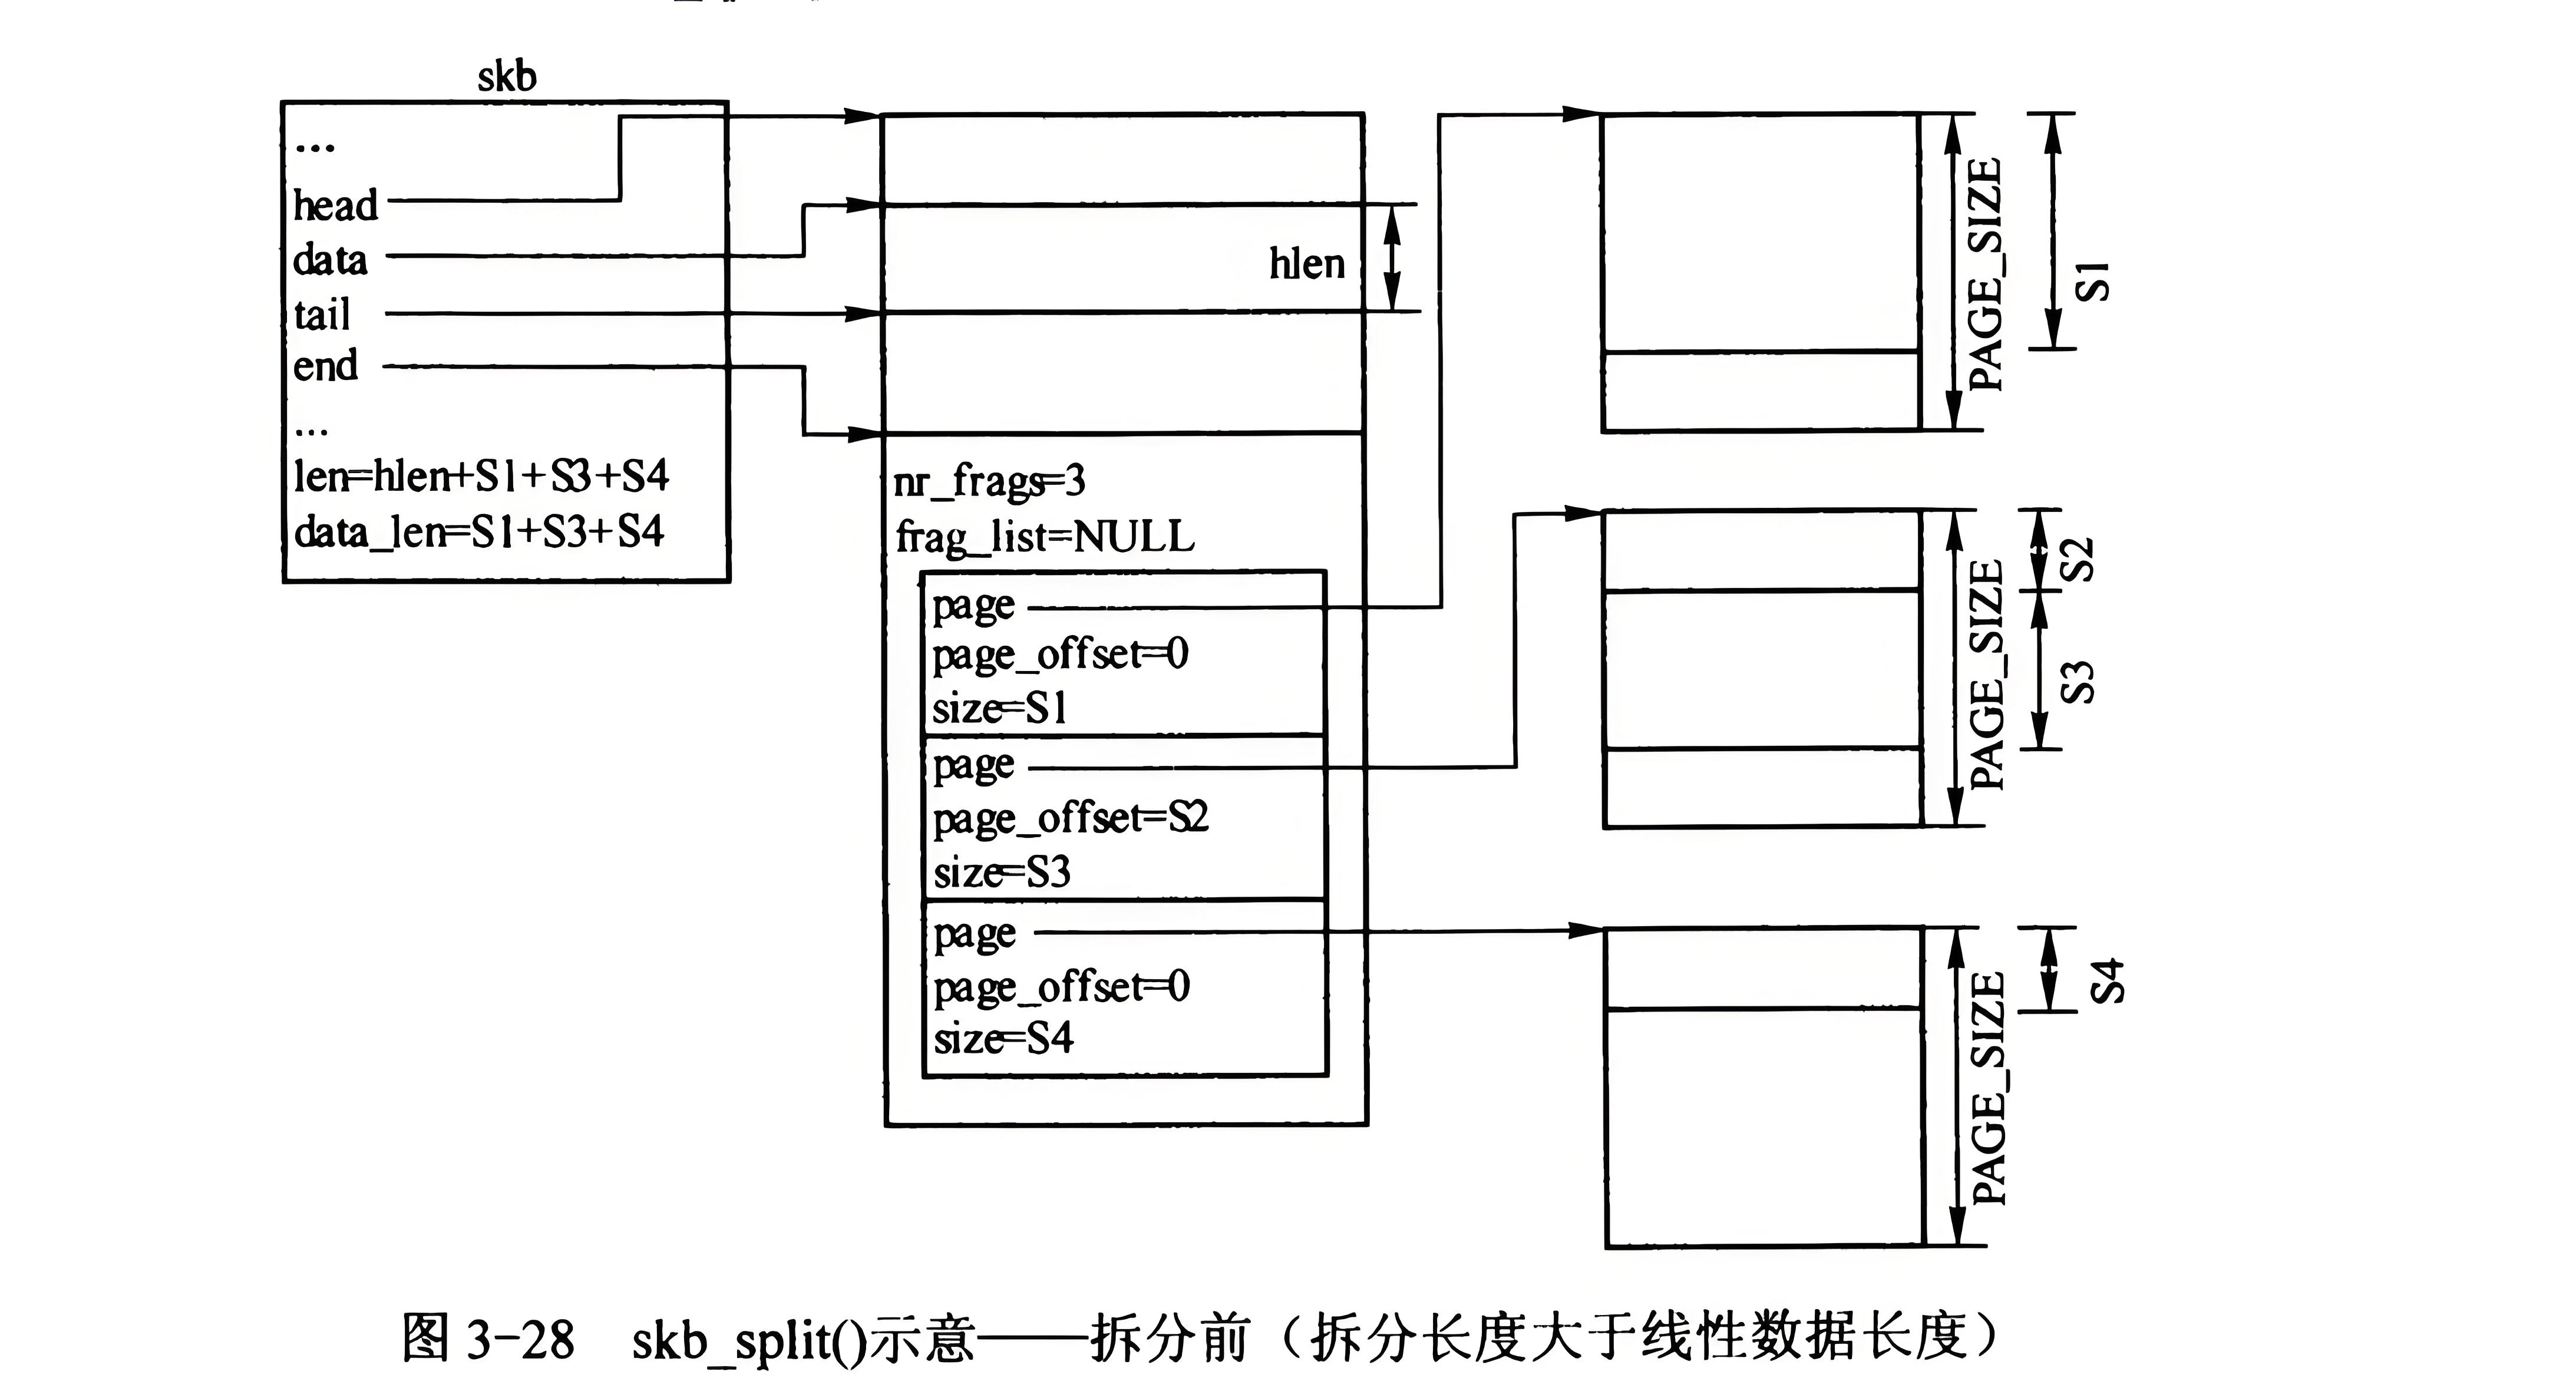 skb
...
head
data
tail
end
...
len=hlen+S1+S3+S4
data_len=S1+S3+S4
hlen
nr_frags=3
frag_list=NULL
page
page_offset=0
size=S1
page
page_offset=S2
size=S3
page
page_offset=0
size=S4
PAGE_SIZE
S1
PAGE_SIZE
S2
S3
PAGE_SIZE
S4
图 3-28 skb_split()示意——拆分前（拆分长度大于线性数据长度）